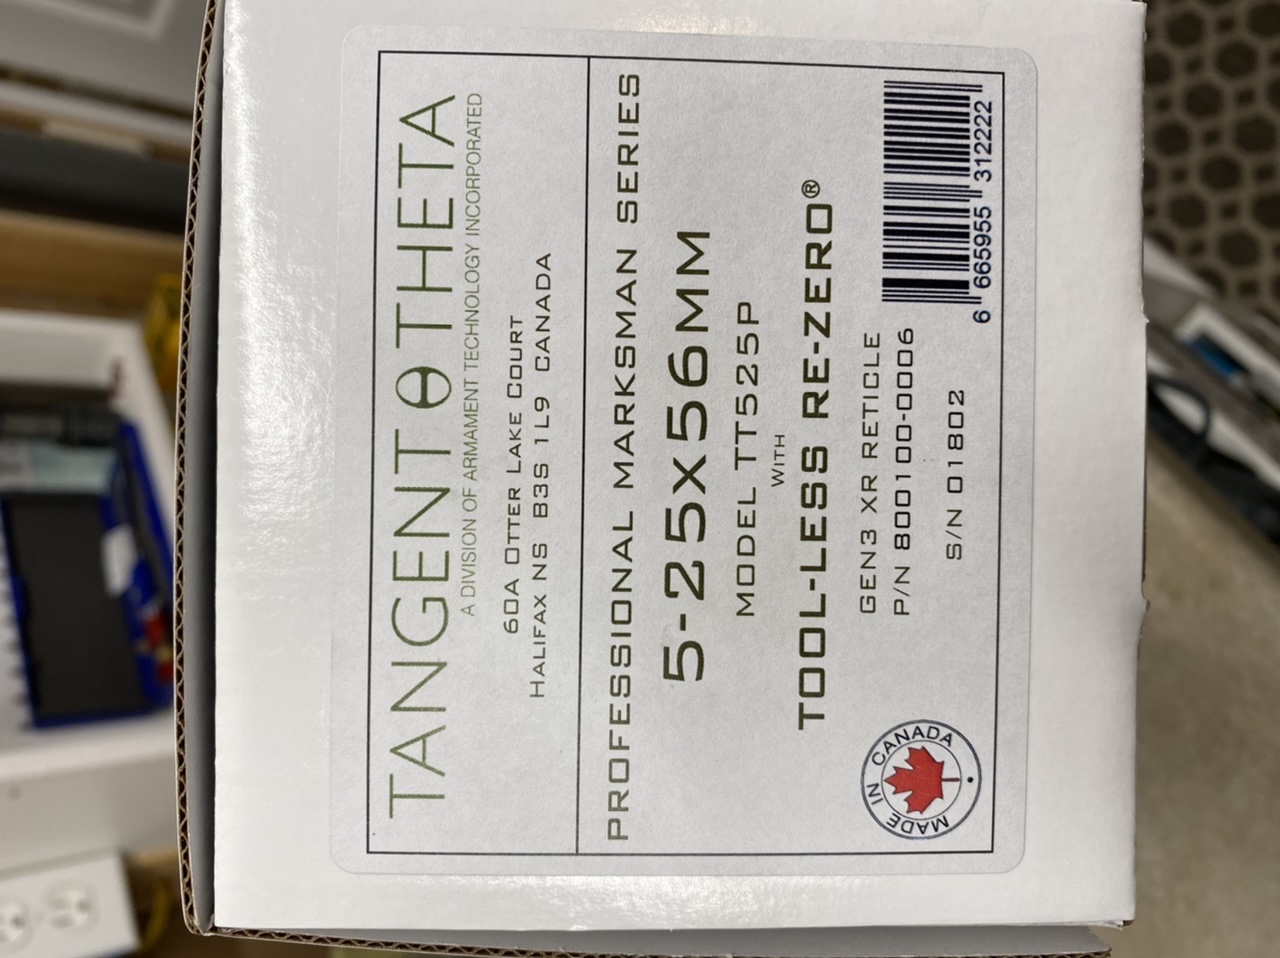 TANGENT θ THETA
A DIVISION OF ARMAMENT TECHNOLOGY INCORPORATED
60A OTTER LAKE COURT
HALIFAX NS B3S 1L9 CANADA
PROFESSIONAL MARKSMAN SERIES
5-25x56MM
MODEL TT525P
WITH
TOOL-LESS RE-ZERO®
GEN3 XR RETICLE
P/N 800100-0006
S/N 01802
MADE IN CANADA
6 665955 312222